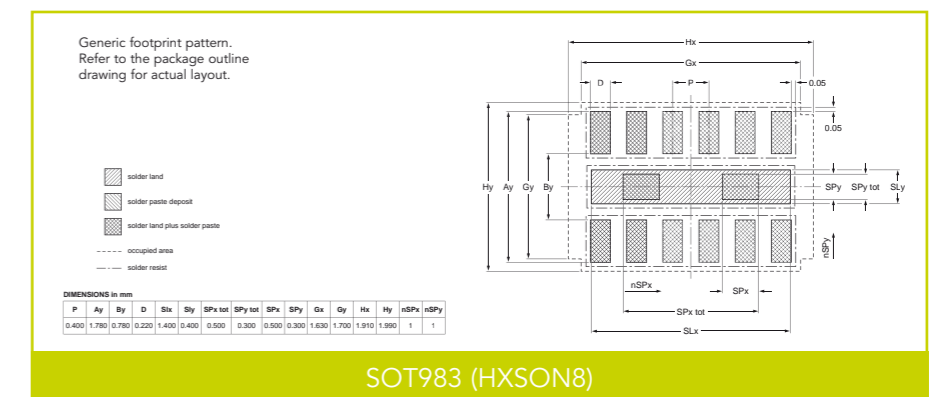 Generic footprint pattern.
Refer to the package outline
drawing for actual layout.
Hx
Gx
D
P
0.05
0.05
Hy Ay Gy By
SPy SPy tot SLy
nSPy
nSPx
SPx
SPx tot
SLx
solder land
solder paste deposit
solder land plus solder paste
occupied area
solder resist
DIMENSIONS in mm
P Ay By D Slx Sly SPx tot SPy tot SPx SPy Gx Gy Hx Hy nSPx nSPy
0.400 1.780 0.780 0.220 1.400 0.400 0.500 0.300 0.500 0.300 1.630 1.700 1.910 1.990 1 1
SOT983 (HXSON8)